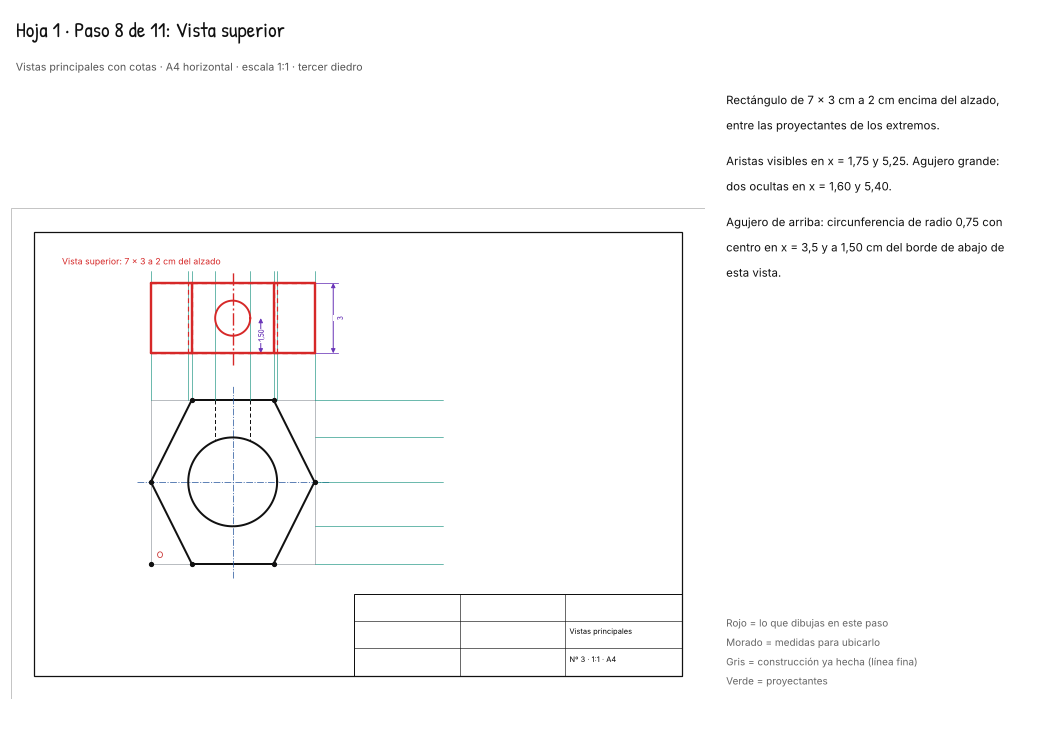 Hoja 1 · Paso 8 de 11: Vista superior
Vistas principales con cotas · A4 horizontal · escala 1:1 · tercer diedro
Rectángulo de 7 × 3 cm a 2 cm encima del alzado,
entre las proyectantes de los extremos.
Aristas visibles en x = 1,75 y 5,25. Agujero grande:
dos ocultas en x = 1,60 y 5,40.
Agujero de arriba: circunferencia de radio 0,75 con
centro en x = 3,5 y a 1,50 cm del borde de abajo de
esta vista.
Vista superior: 7 × 3 a 2 cm del alzado
3
1,50
O
Vistas principales
Nº 3 · 1:1 · A4
Rojo = lo que dibujas en este paso
Morado = medidas para ubicarlo
Gris = construcción ya hecha (línea fina)
Verde = proyectantes